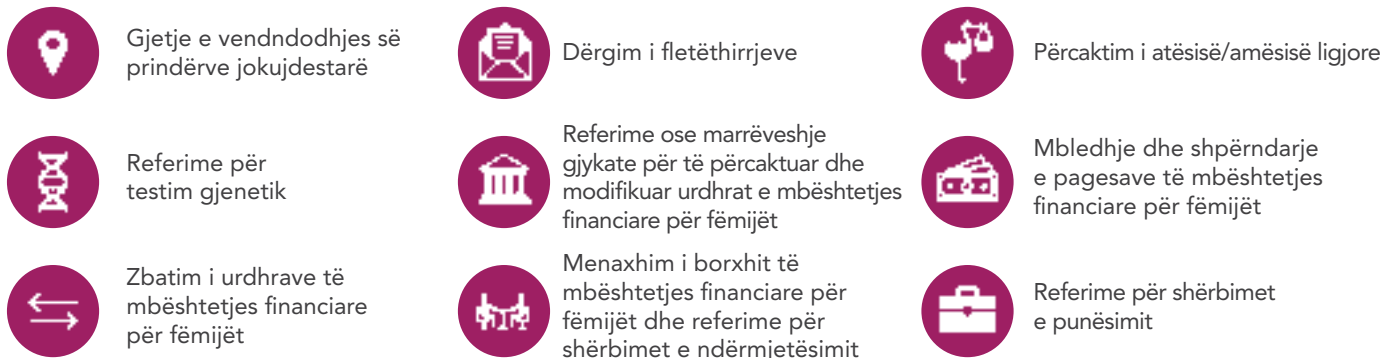 Gjetje e vendndodhjes së
prindërve jokujdestarë
Dërgim i fletëthirrjeve
Përcaktim i atësisë/amësisë ligjore
Referime për
testim gjenetik
Referime ose marrëveshje
gjykate për të përcaktuar dhe
modifikuar urdhrat e mbështetjes
financiare për fëmijët
Mbledhje dhe shpërndarje
e pagesave të mbështetjes
financiare për fëmijët
Zbatim i urdhrave të
mbështetjes financiare
për fëmijët
Menaxhim i borxhit të
mbështetjes financiare për
fëmijët dhe referime për
shërbimet e ndërmjetësimit
Referime për shërbimet
e punësimit